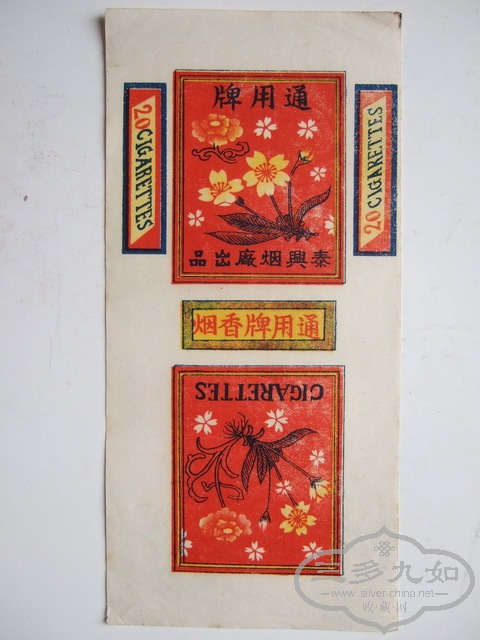 通用牌
20 CIGARETTES
20 CIGARETTES
泰興烟廠出品
通用牌香烟
CIGARETTES
三多九如
www.silver-china.net
收·藏·网